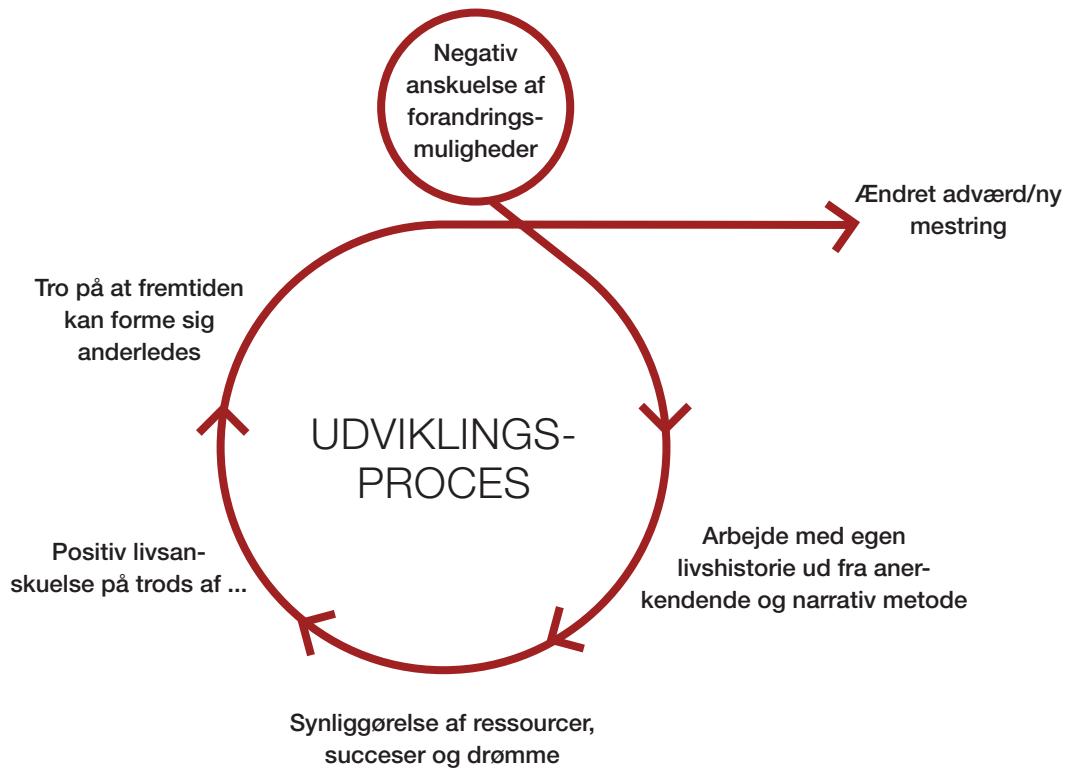 Negativ
anskuelse af
forandrings-
muligheder
Ændret adværd/ny
mestring
Tro på at fremtiden
kan forme sig
anderledes
UDVIKLINGS-
PROCES
Arbejde med egen
livshistorie ud fra aner-
kendende og narrativ metode
Positiv livsan-
skuelse på trods af ...
Synliggørelse af ressourcer,
succeser og drømme